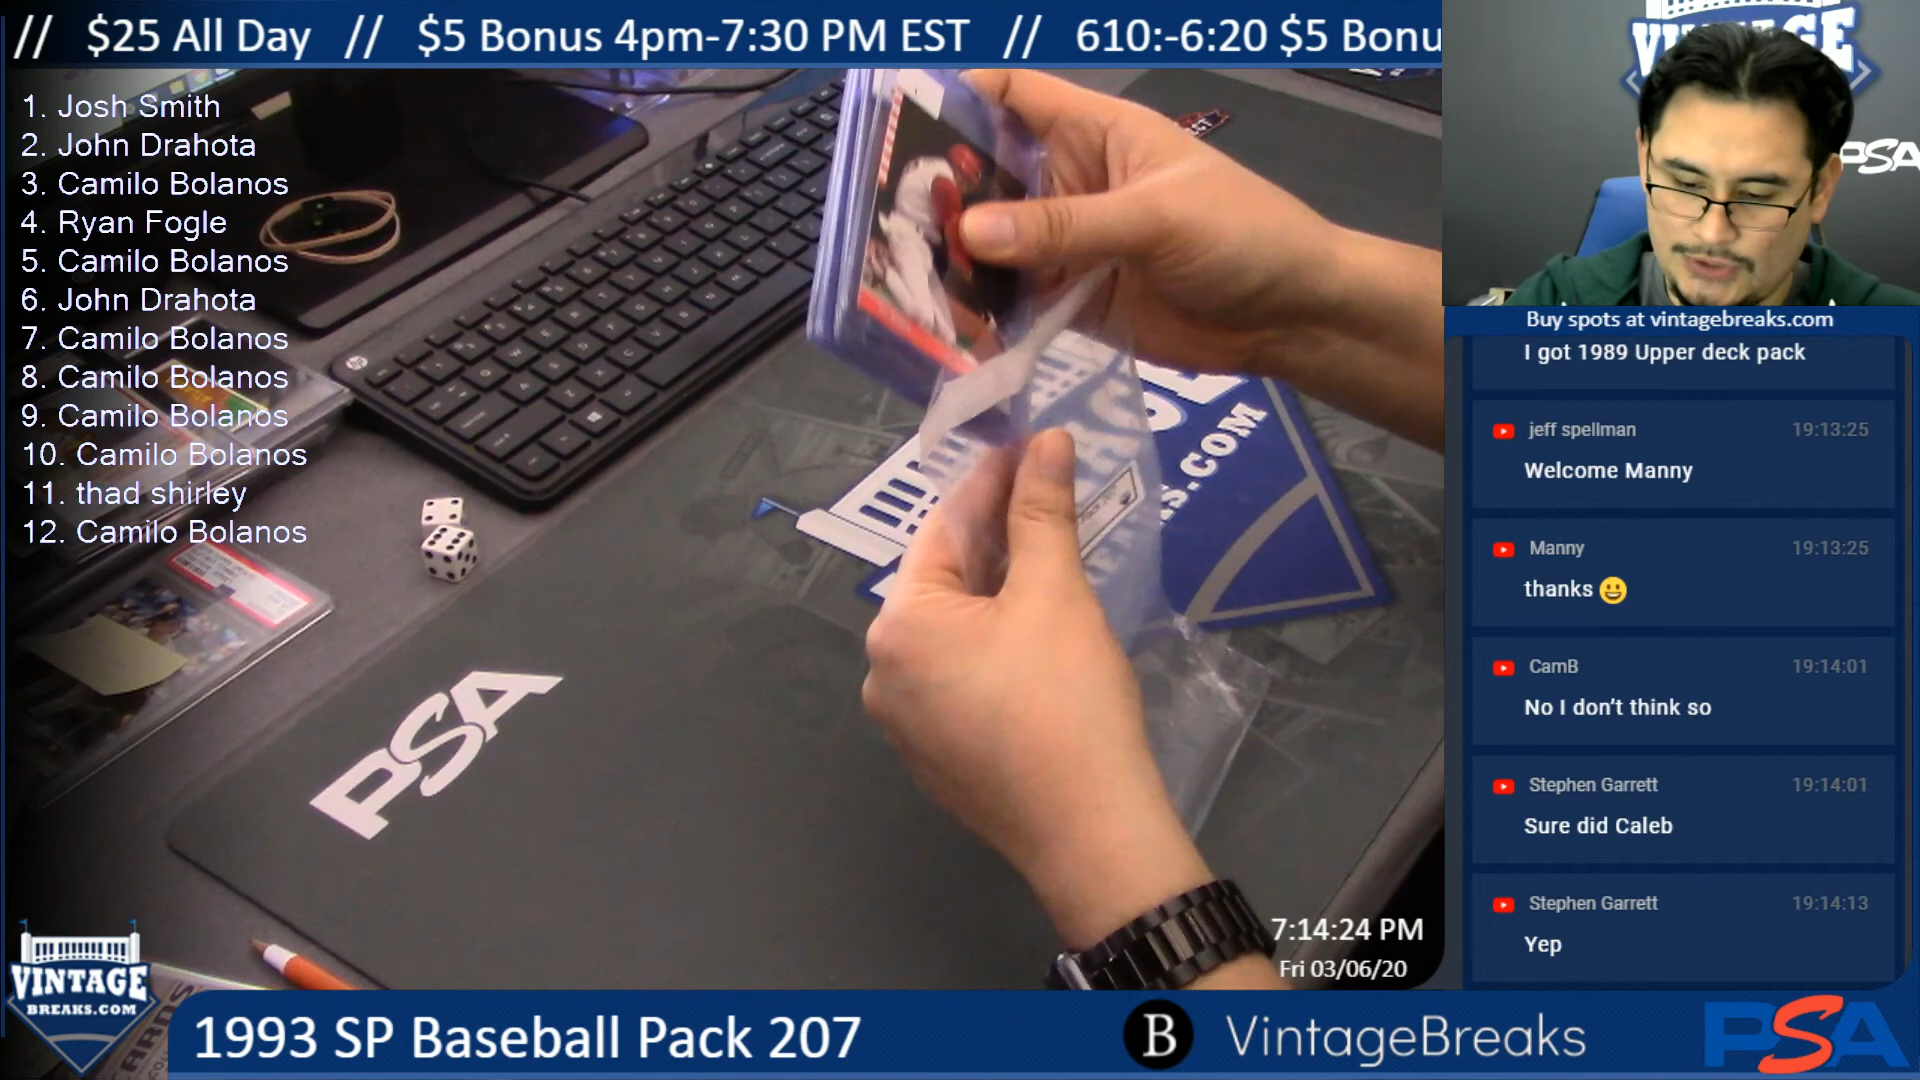 // $25 All Day // $5 Bonus 4pm-7:30 PM EST // 610:-6:20 $5 Bonu
1. Josh Smith
2. John Drahota
3. Camilo Bolanos
4. Ryan Fogle
5. Camilo Bolanos
6. John Drahota
7. Camilo Bolanos
8. Camilo Bolanos
9. Camilo Bolanos
10. Camilo Bolanos
11. thad shirley
12. Camilo Bolanos
PSA
S.COM
PSA
Buy spots at vintagebreaks.com
I got 1989 Upper deck pack
jeff spellman 19:13:25
Welcome Manny
Manny 19:13:25
thanks 😀
CamB 19:14:01
No I don't think so
Stephen Garrett 19:14:01
Sure did Caleb
Stephen Garrett 19:14:13
Yep
7:14:24 PM
Fri 03/06/20
VINTAGE
BREAKS.COM
1993 SP Baseball Pack 207
B VintageBreaks
PSA